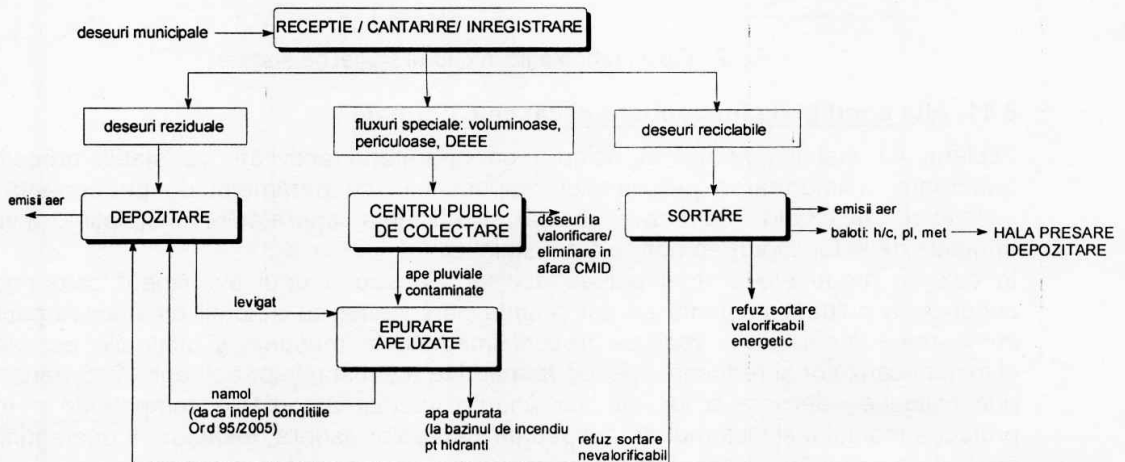 deseuri municipale
RECEPTIE / CANTARIRE/ INREGISTRARE
deseuri reziduale
fluxuri speciale: voluminoase,
periculoase, DEEE
deseuri reciclabile
emisii aer
DEPOZITARE
CENTRU PUBLIC
DE COLECTARE
deseuri la
valorificare/
eliminare in
afara CMID
SORTARE
emisii aer
baloti: h/c, pl, met
HALA PRESARE
DEPOZITARE
ape pluviale
contaminate
levigat
EPURARE
APE UZATE
refuz sortare
valorificabil
energetic
namol
(daca indepl conditiile
Ord 95/2005)
apa epurata
(la bazinul de incendiu
pt hidranti
refuz sortare
nevalorificabil